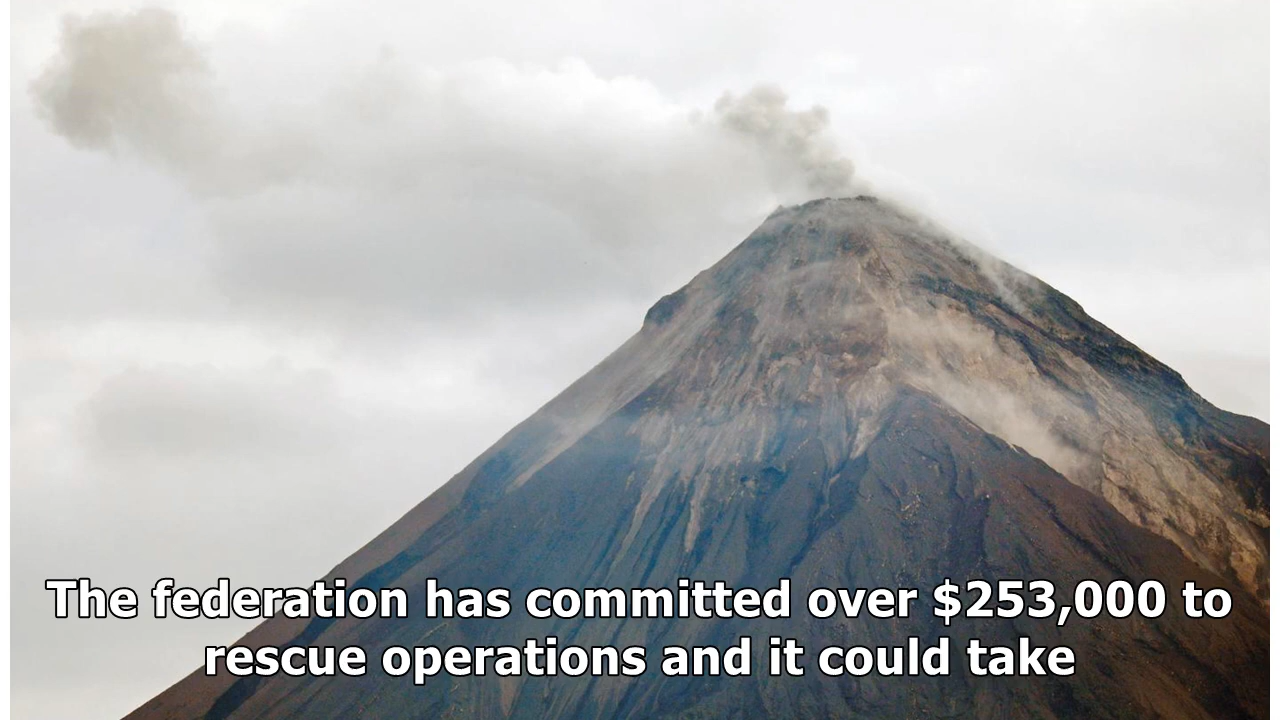 The federation has committed over $253,000 to
rescue operations and it could take